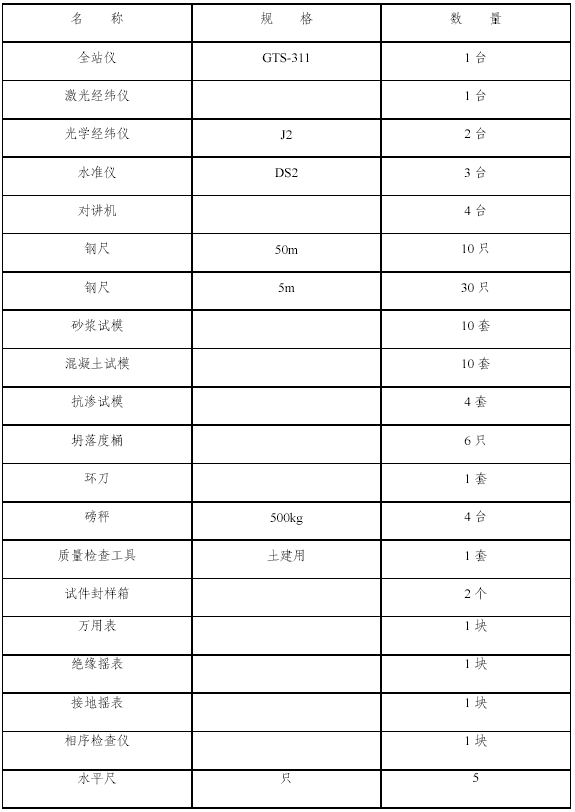 名 称 规 格 数 量
全站仪 GTS-311 1 台
激光经纬仪 1 台
光学经纬仪 J2 2 台
水准仪 DS2 3 台
对讲机 4 台
钢尺 50m 10 只
钢尺 5m 30 只
砂浆试模 10 套
混凝土试模 10 套
抗渗试模 4 套
坍落度桶 6 只
环刀 1 套
磅秤 500kg 4 台
质量检查工具 土建用 1 套
试件封样箱 2 个
万用表 1 块
绝缘摇表 1 块
接地摇表 1 块
相序检查仪 1 块
水平尺 只 5